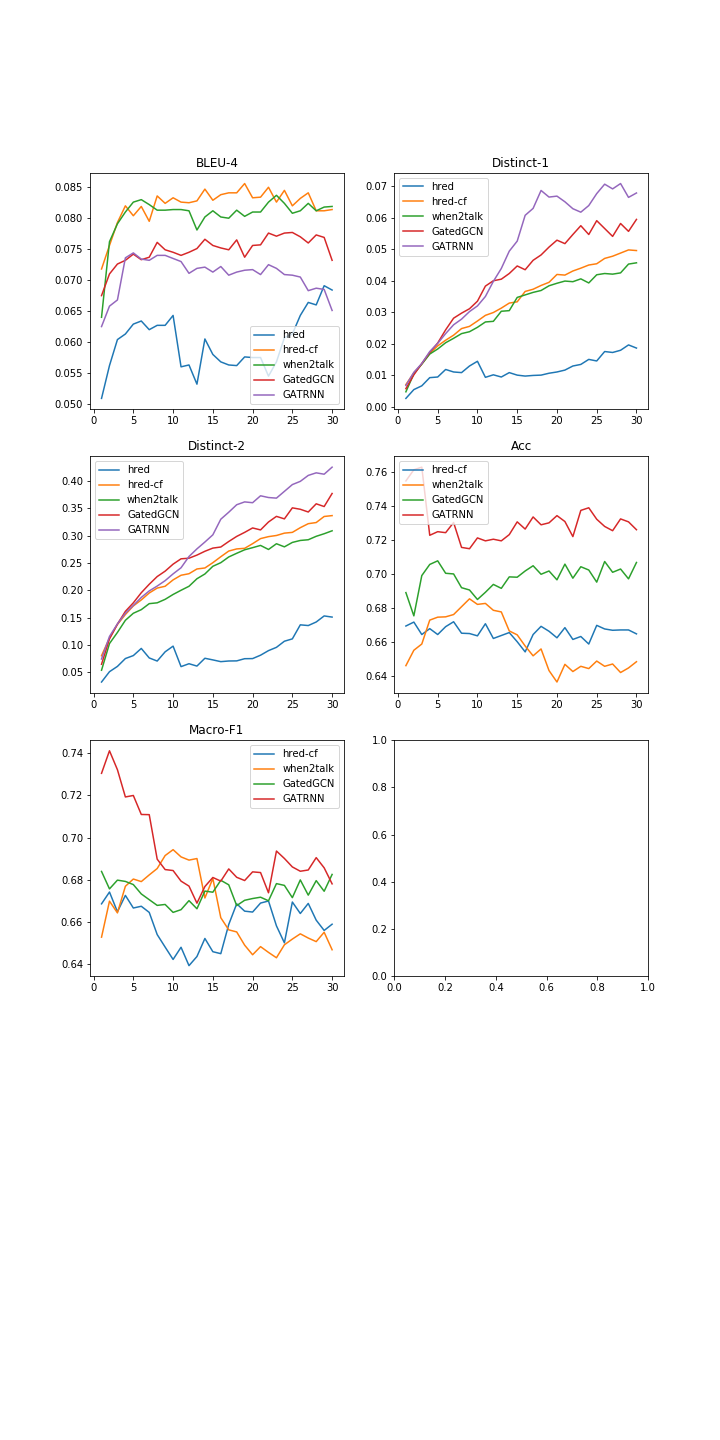 BLEU-4
0.085
0.080
0.075
0.070
0.065
0.060
0.055
0.050
0 5 10 15 20 25 30
hred
hred-cf
when2talk
GatedGCN
GATRNN
Distinct-1
0.07
0.06
0.05
0.04
0.03
0.02
0.01
0.00
0 5 10 15 20 25 30
hred
hred-cf
when2talk
GatedGCN
GATRNN
Distinct-2
0.40
0.35
0.30
0.25
0.20
0.15
0.10
0.05
0 5 10 15 20 25 30
hred
hred-cf
when2talk
GatedGCN
GATRNN
Acc
0.76
0.74
0.72
0.70
0.68
0.66
0.64
0 5 10 15 20 25 30
hred-cf
when2talk
GatedGCN
GATRNN
Macro-F1
0.74
0.72
0.70
0.68
0.66
0.64
0 5 10 15 20 25 30
hred-cf
when2talk
GatedGCN
GATRNN
1.0
0.8
0.6
0.4
0.2
0.0
0.0 0.2 0.4 0.6 0.8 1.0